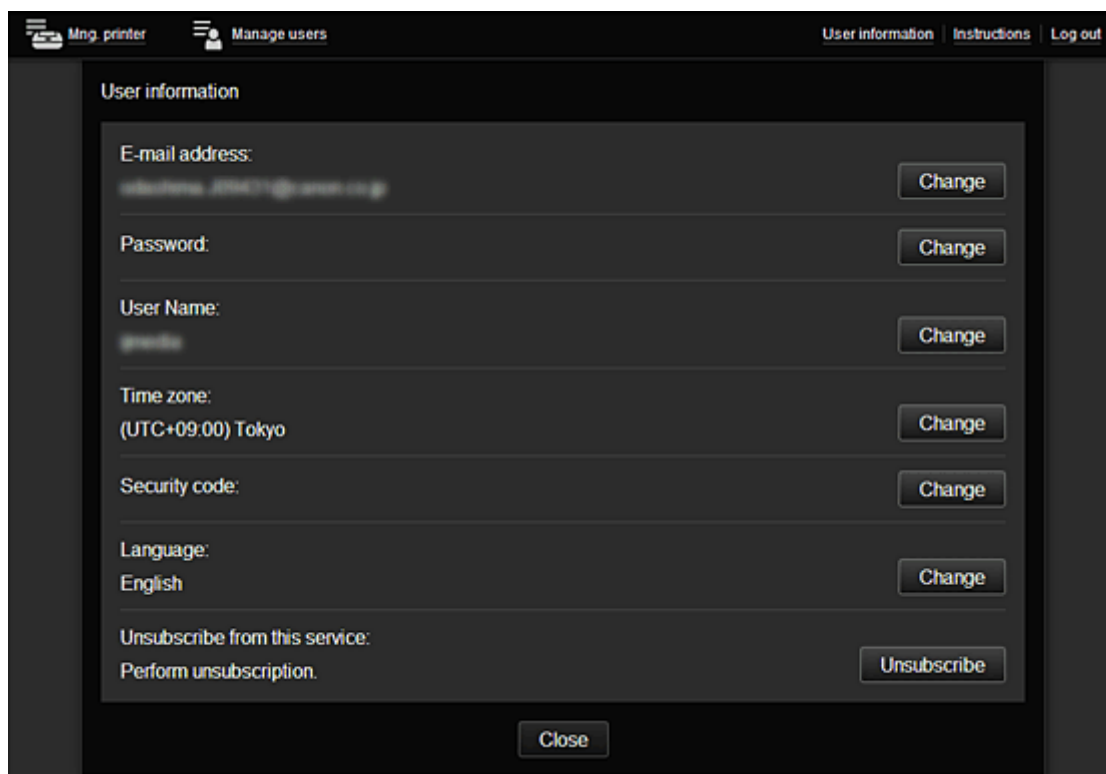 Mng. printer Manage users User information Instructions Log out
User information
E-mail address:
Change
Password:
Change
User Name:
Change
Time zone:
(UTC+09:00) Tokyo
Change
Security code:
Change
Language:
English
Change
Unsubscribe from this service:
Perform unsubscription.
Unsubscribe
Close